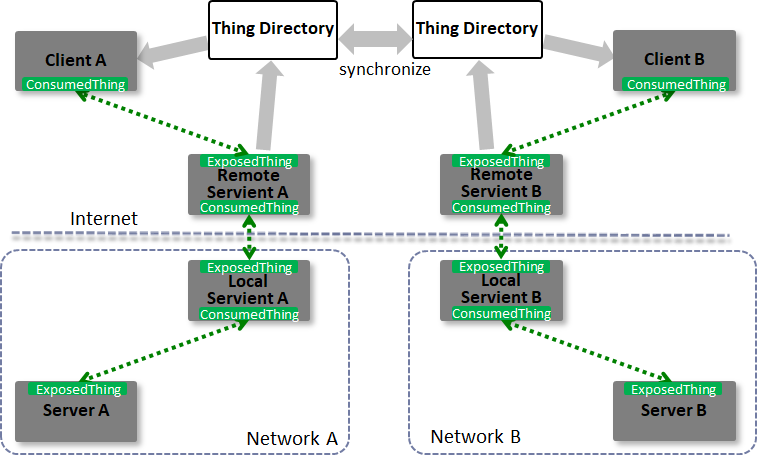 Thing Directory
Thing Directory
Client A
ConsumedThing
synchronize
Client B
ConsumedThing
ExposedThing
Remote
Servient A
ConsumedThing
ExposedThing
Remote
Servient B
ConsumedThing
Internet
ExposedThing
Local
Servient A
ConsumedThing
ExposedThing
Local
Servient B
ConsumedThing
ExposedThing
Server A
ExposedThing
Server B
Network A
Network B